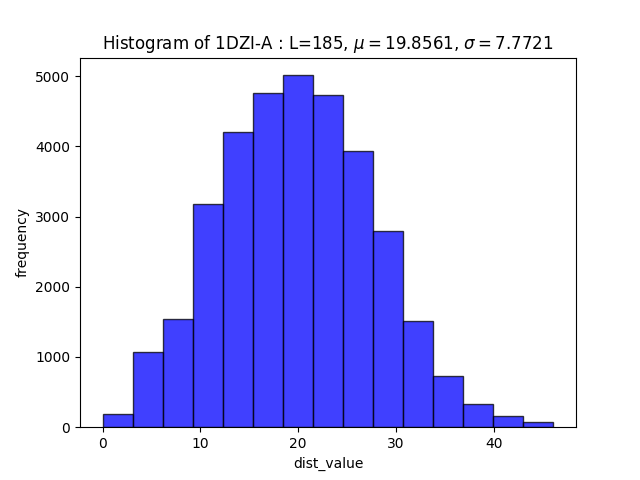 Histogram of 1DZI-A : L=185, μ = 19.8561, σ = 7.7721
5000
4000
3000
2000
1000
0
frequency
0 10 20 30 40
dist_value